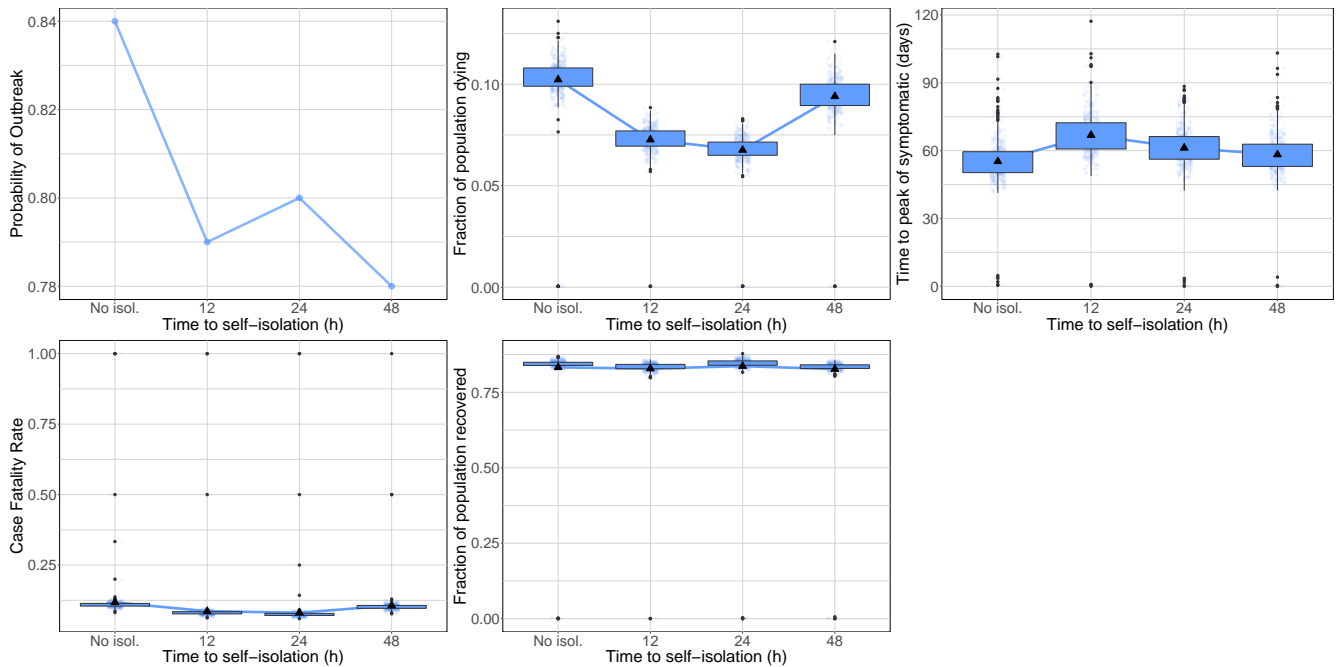 Probability of Outbreak
0.84
0.82
0.80
0.78
No isol.
12
24
48
Time to self−isolation (h)
Fraction of population dying
0.10
0.05
0.00
No isol.
12
24
48
Time to self−isolation (h)
Time to peak of symptomatic (days)
120
90
60
30
0
No isol.
12
24
48
Time to self−isolation (h)
Case Fatality Rate
1.00
0.50
0.25
No isol.
12
24
48
Time to self−isolation (h)
Fraction of population recovered
0.75
0.50
0.25
0.00
No isol.
12
24
48
Time to self−isolation (h)